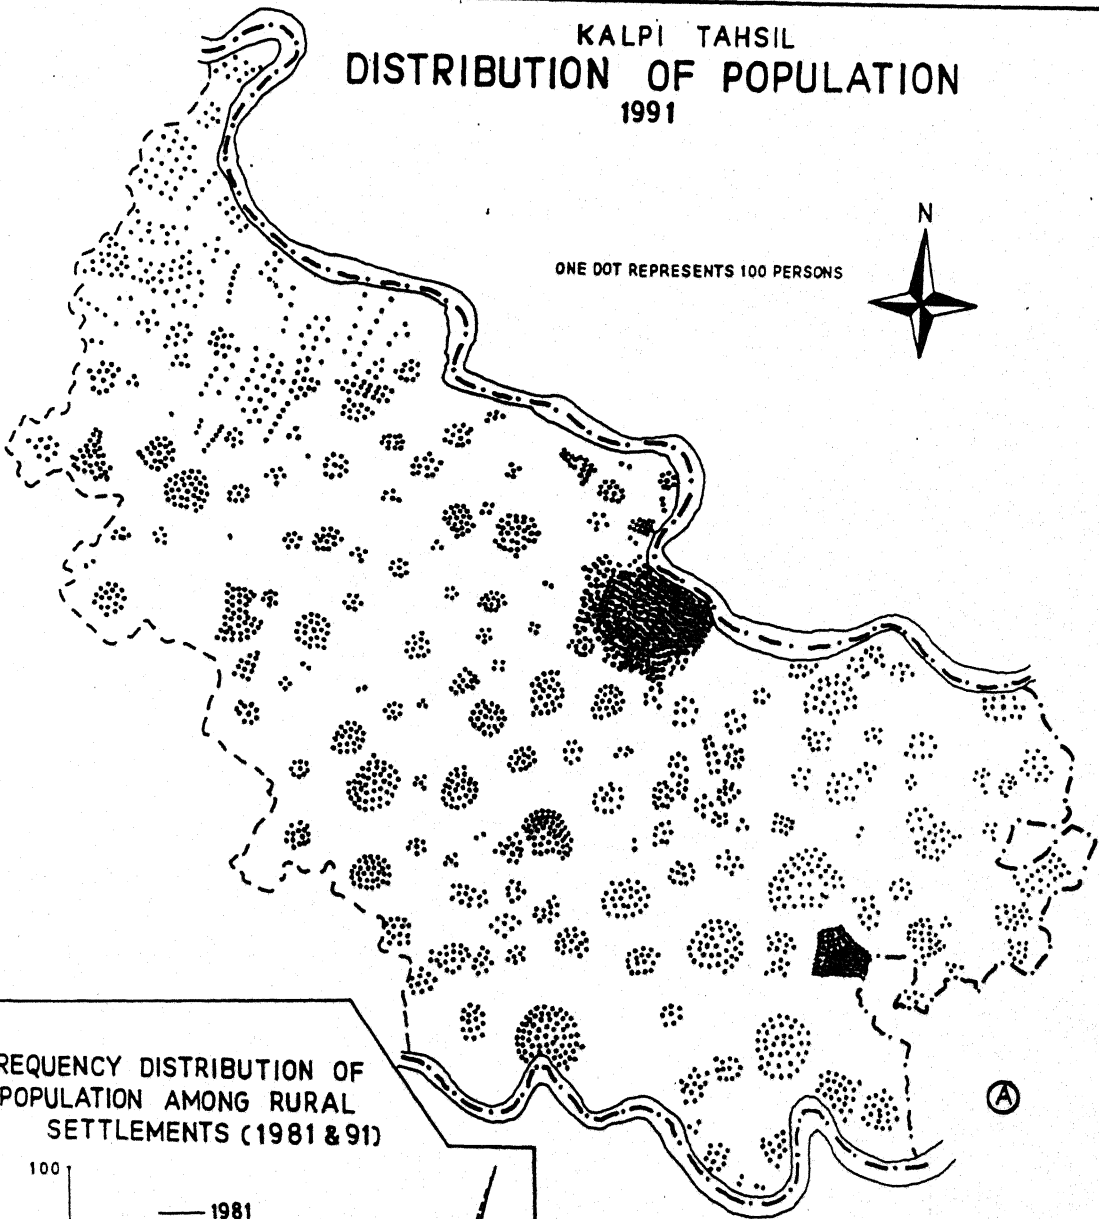 KALPI TAHSIL
DISTRIBUTION OF POPULATION
1991
N
ONE DOT REPRESENTS 100 PERSONS
A
REQUENCY DISTRIBUTION OF
POPULATION AMONG RURAL
SETTLEMENTS (1981 & 91)
100
1981